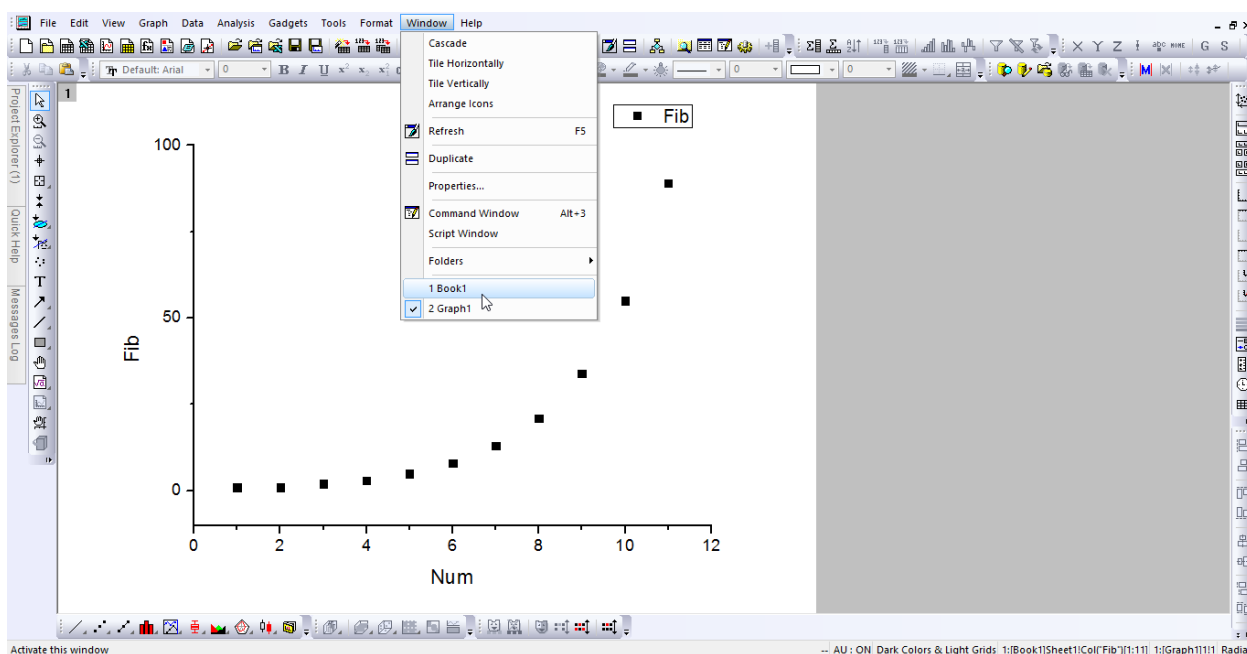 File Edit View Graph Data Analysis Gadgets Tools Format Window Help
Default: Arial 0 B I U 0 0
X Y Z G S
M
Project Explorer (1)
Quick Help
Messages Log
T
1
Cascade
Tile Horizontally
Tile Vertically
Arrange Icons
Refresh F5
Duplicate
Properties...
Command Window Alt+3
Script Window
Folders
1 Book1
2 Graph1
Fib
100
50
0
Fib
0 2 4 6 8 10 12
Num
Activate this window
-- AU : ON Dark Colors & Light Grids 1:[Book1]Sheet1!Col("Fib")[1:11] 1:[Graph1]1!1 Radia